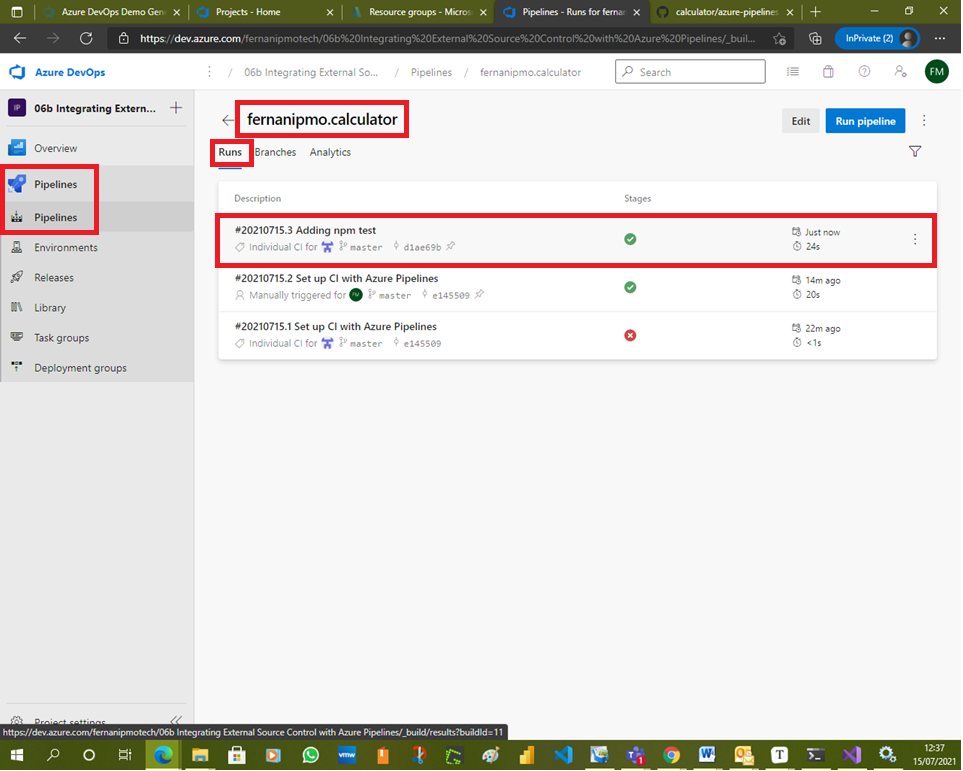 Azure DevOps Demo Gen
Projects - Home
Resource groups - Micros
Pipelines - Runs for fernan
calculator/azure-pipelines
https://dev.azure.com/fernanipmotech/06b%20Integrating%20External%20Source%20Control%20with%20Azure%20Pipelines/_buil...
InPrivate (2)
Azure DevOps
/ 06b Integrating External So... / Pipelines / fernanipmo.calculator
Search
FM
IP
06b Integrating Extern...
Overview
Pipelines
Pipelines
Environments
Releases
Library
Task groups
Deployment groups
Project settings
fernanipmo.calculator
Edit
Run pipeline
Runs
Branches
Analytics
Description
Stages
#20210715.3 Adding npm test
Individual CI for master d1ae69b
Just now
24s
#20210715.2 Set up CI with Azure Pipelines
Manually triggered for FM master e145509
14m ago
20s
#20210715.1 Set up CI with Azure Pipelines
Individual CI for master e145509
22m ago
<1s
https://dev.azure.com/fernanipmotech/06b Integrating External Source Control with Azure Pipelines/_build/results?buildId=11
vmw
1
T
12:37
15/07/2021